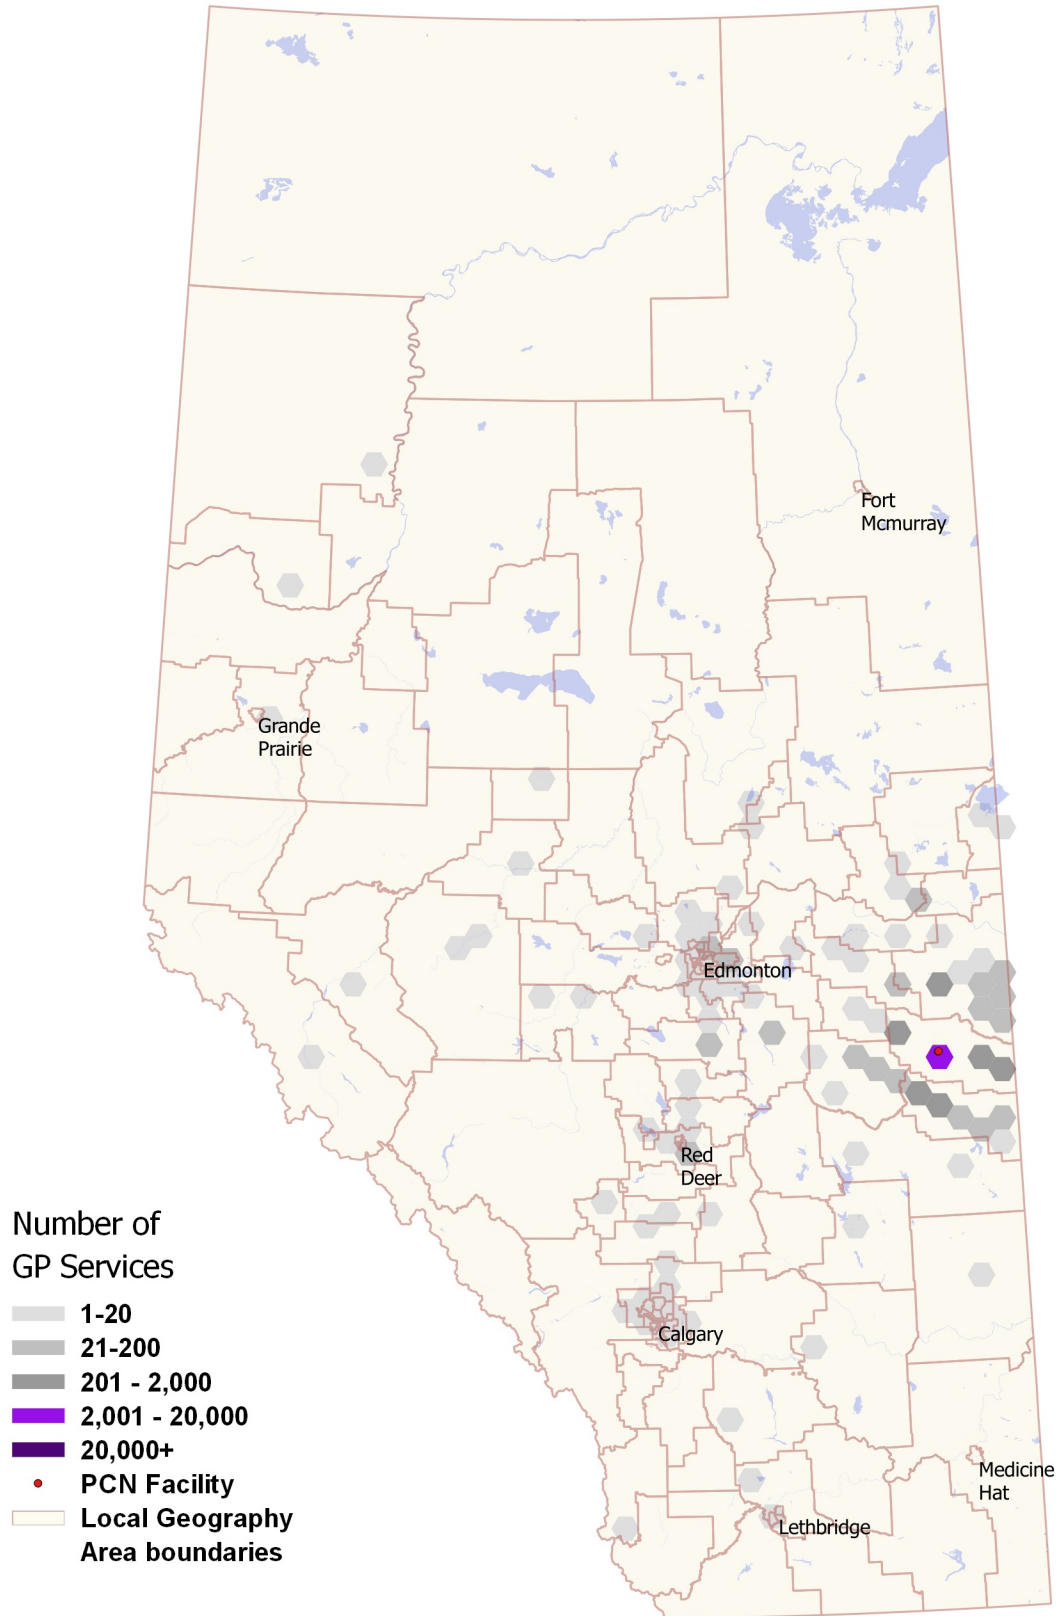 Fort
Mcmurray
Grande
Prairie
Edmonton
Red
Deer
Calgary
Medicine
Hat
Lethbridge
Number of
GP Services
1-20
21-200
201 - 2,000
2,001 - 20,000
20,000+
PCN Facility
Local Geography
Area boundaries